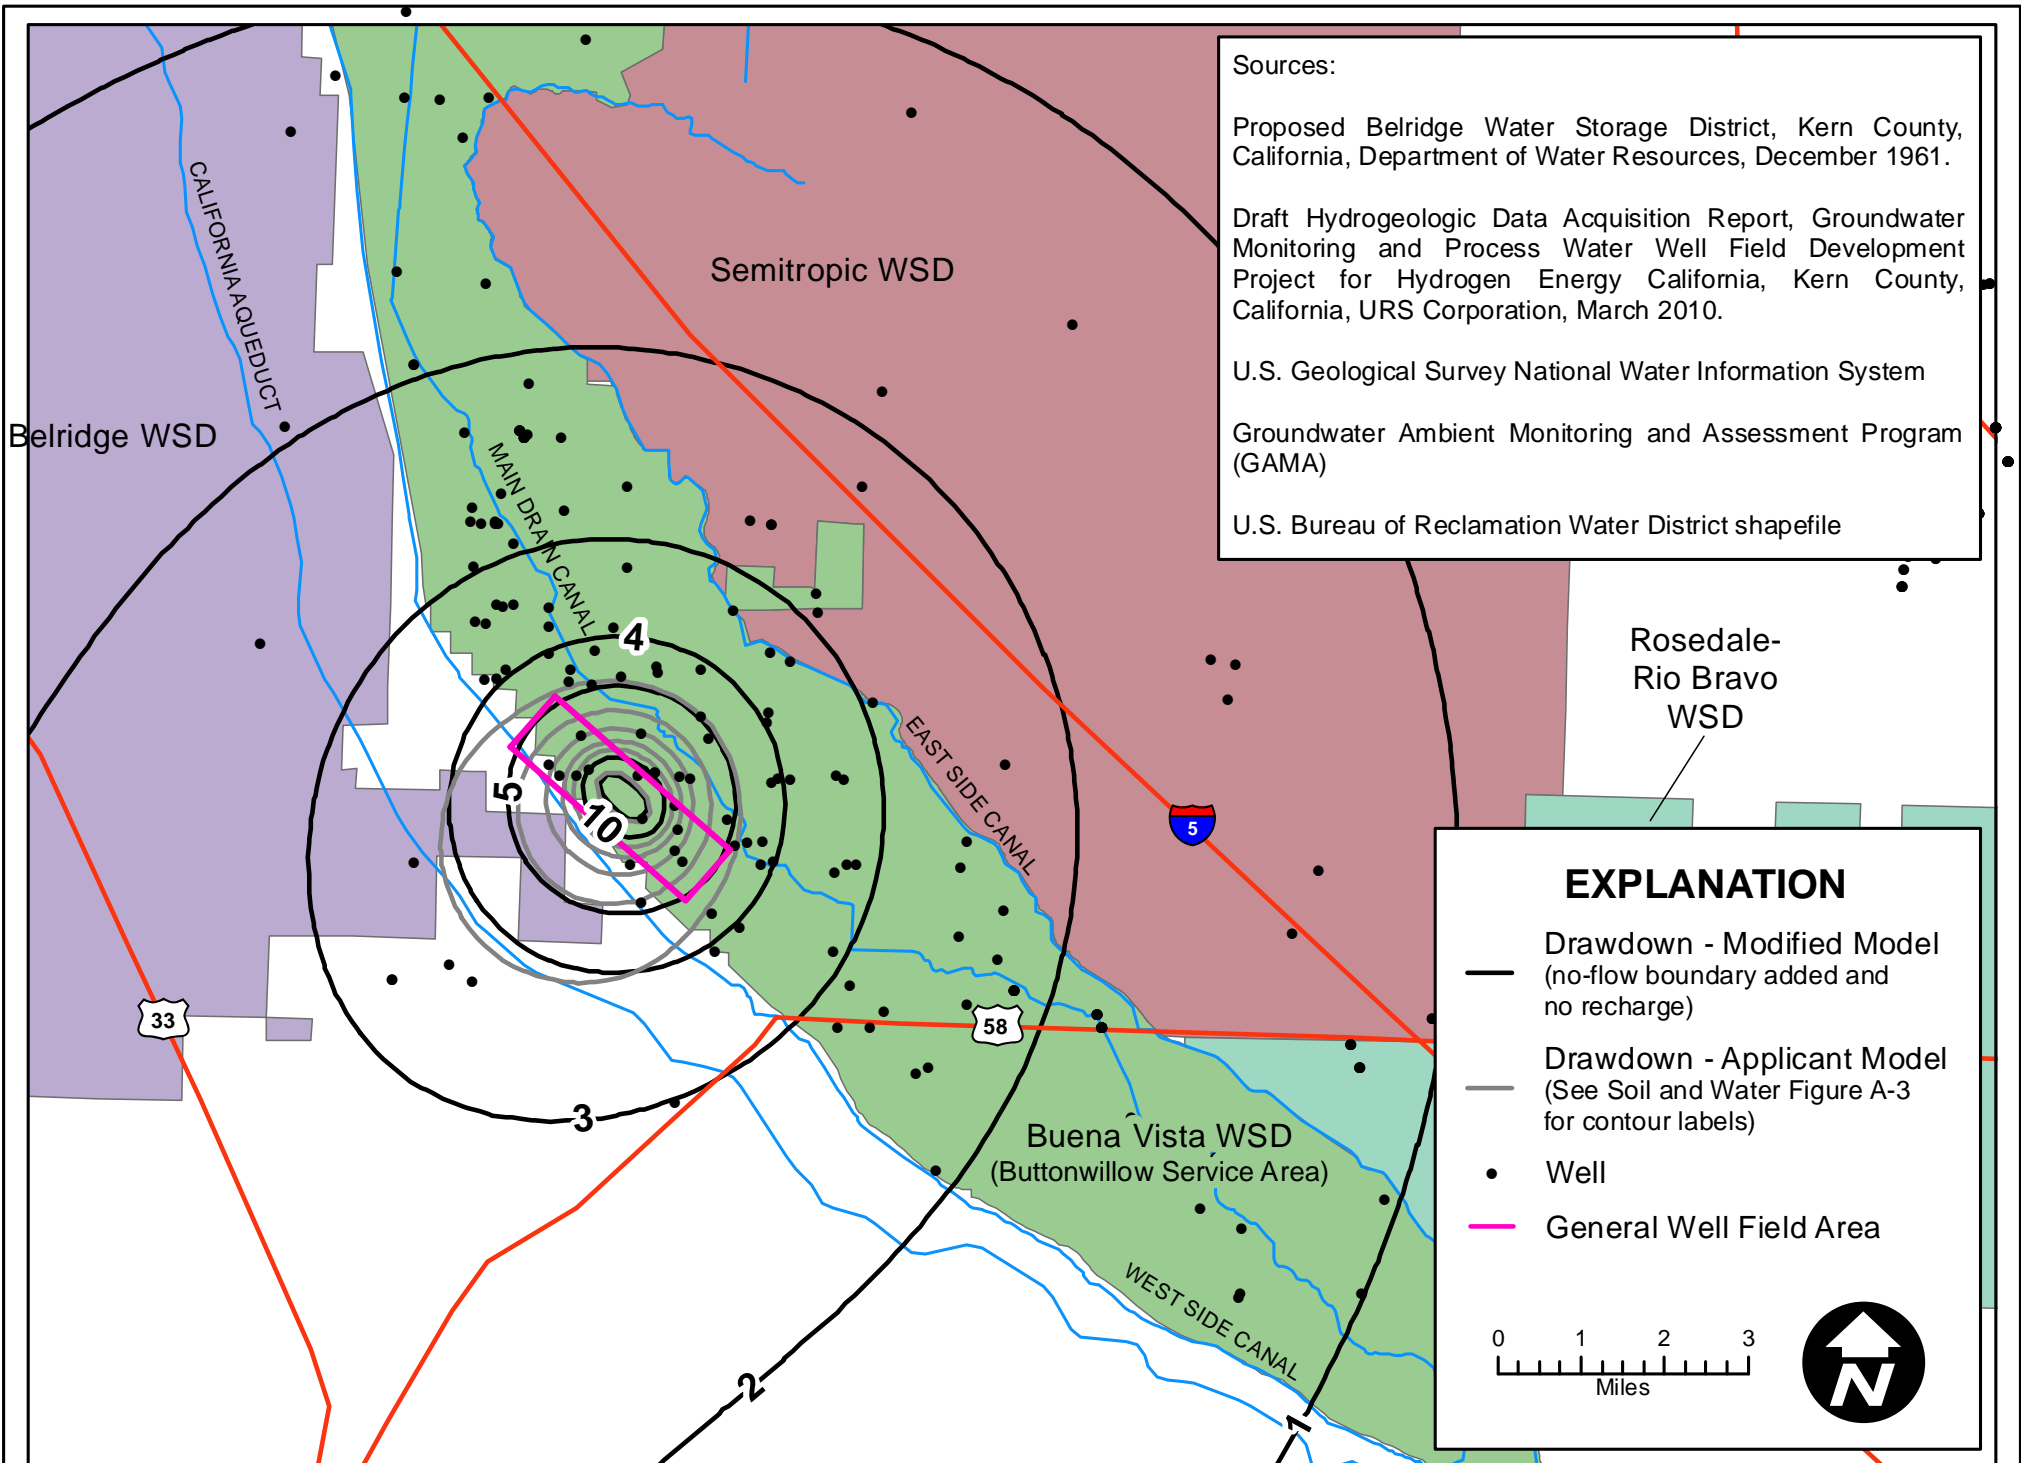 Sources:
Proposed Belridge Water Storage District, Kern County,
California, Department of Water Resources, December 1961.
Draft Hydrogeologic Data Acquisition Report, Groundwater
Monitoring and Process Water Well Field Development
Project for Hydrogen Energy California, Kern County,
California, URS Corporation, March 2010.
U.S. Geological Survey National Water Information System
Groundwater Ambient Monitoring and Assessment Program
(GAMA)
U.S. Bureau of Reclamation Water District shapefile
CALIFORNIA AQUEDUCT
Semitropic WSD
Belridge WSD
MAIN DRAIN CANAL
4
Rosedale-
Rio Bravo
WSD
EAST SIDE CANAL
5
10
5
33
58
3
Buena Vista WSD
(Buttonwillow Service Area)
WEST SIDE CANAL
2
1
EXPLANATION
Drawdown - Modified Model
(no-flow boundary added and
no recharge)
Drawdown - Applicant Model
(See Soil and Water Figure A-3
for contour labels)
Well
General Well Field Area
0 1 2 3
Miles
N